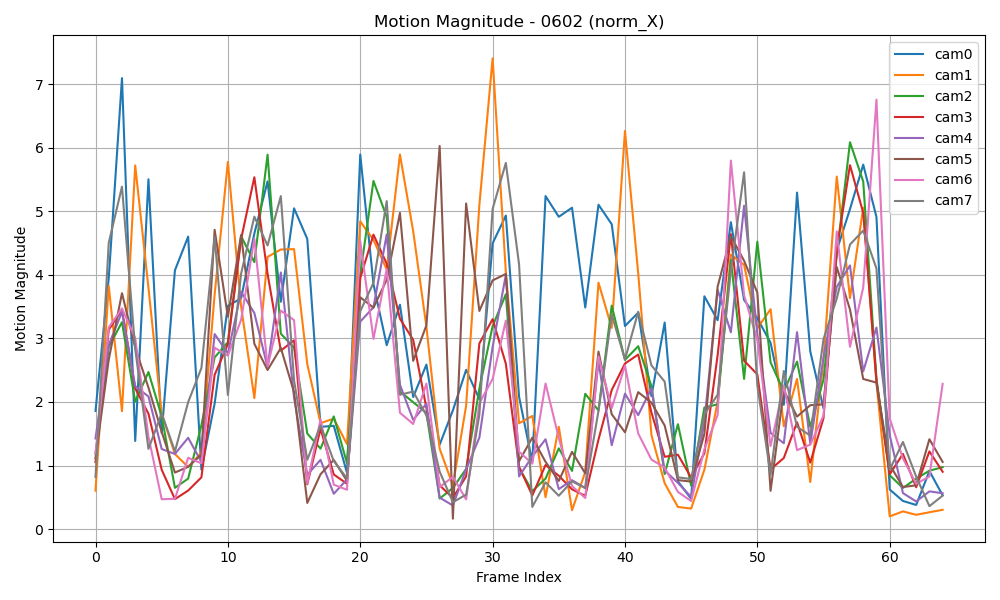 Motion Magnitude - 0602 (norm_X)
Motion Magnitude
7
6
5
4
3
2
1
0
0
10
20
30
40
50
60
Frame Index
cam0
cam1
cam2
cam3
cam4
cam5
cam6
cam7